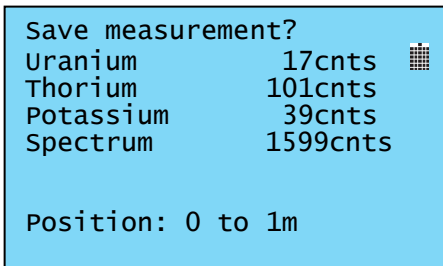 Save measurement?
Uranium 17cnts
Thorium 101cnts
Potassium 39cnts
Spectrum 1599cnts
Position: 0 to 1m